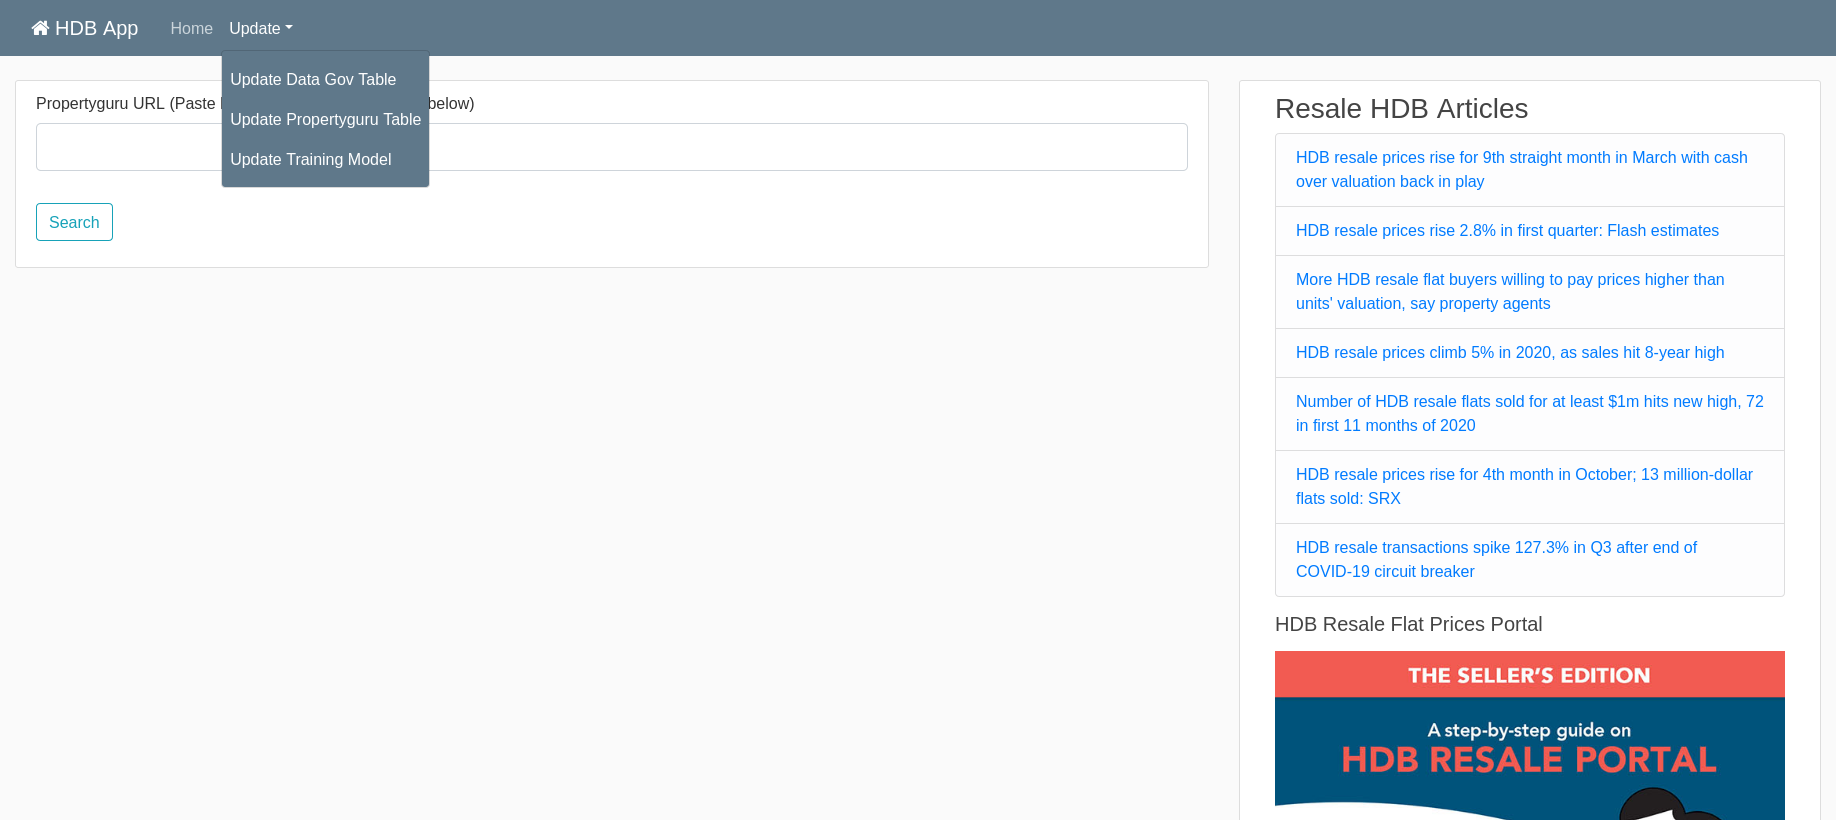 HDB App Home Update
Update Data Gov Table
Update Propertyguru Table
Update Training Model
Propertyguru URL (Paste below)
Search
Resale HDB Articles
HDB resale prices rise for 9th straight month in March with cash
over valuation back in play
HDB resale prices rise 2.8% in first quarter: Flash estimates
More HDB resale flat buyers willing to pay prices higher than
units' valuation, say property agents
HDB resale prices climb 5% in 2020, as sales hit 8-year high
Number of HDB resale flats sold for at least $1m hits new high, 72
in first 11 months of 2020
HDB resale prices rise for 4th month in October; 13 million-dollar
flats sold: SRX
HDB resale transactions spike 127.3% in Q3 after end of
COVID-19 circuit breaker
HDB Resale Flat Prices Portal
THE SELLER'S EDITION
A step-by-step guide on
HDB RESALE PORTAL